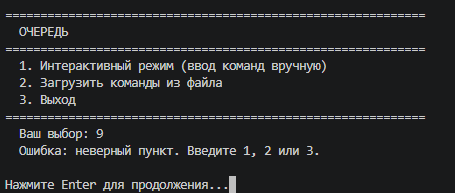 ============================================================
ОЧЕРЕДЬ
============================================================
1. Интерактивный режим (ввод команд вручную)
2. Загрузить команды из файла
3. Выход
============================================================
Ваш выбор: 9
Ошибка: неверный пункт. Введите 1, 2 или 3.
Нажмите Enter для продолжения...